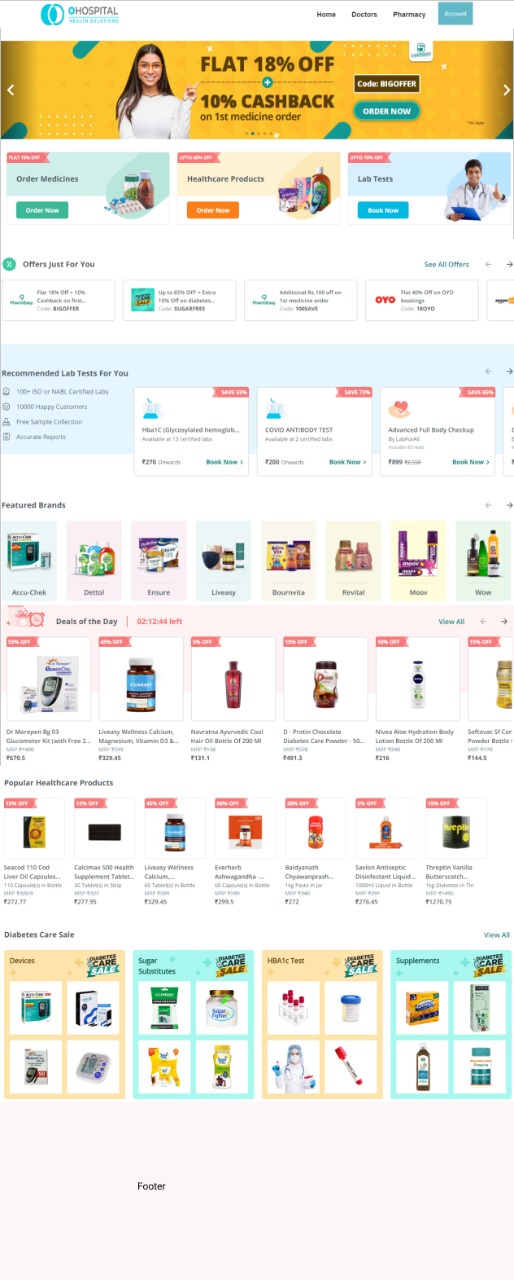 OHOSPITAL
HEALTH SOLUTIONS
Home Doctors Pharmacy Account
FLAT 18% OFF
10% CASHBACK
on 1st medicine order
Code: BIGOFFER
ORDER NOW
FLAT 15% OFF
Order Medicines
Order Now
UPTO 60% OFF
Healthcare Products
Order Now
UPTO 70% OFF
Lab Tests
Book Now
Offers Just For You
See All Offers
PharmEasy
Flat 18% Off + 10%
Cashback on first...
Code: BIGOFFER
Up to 65% OFF + Extra
10% Off on diabetes...
Code: SUGARFREE
PharmEasy
Additional Rs.100 off on
1st medicine order
Code: 100SAVE
OYO
Flat 40% Off on OYO
bookings
Code: 18OYO
Recommended Lab Tests For You
100+ ISO or NABL Certified Labs
10000 Happy Customers
Free Sample Collection
Accurate Reports
SAVE 55%
Hba1C (Glycosylated hemoglob...
Available at 13 certified labs
₹270 Onwards
Book Now
SAVE 73%
COVID ANTIBODY TEST
Available at 2 certified labs
₹200 Onwards
Book Now
SAVE 65%
Advanced Full Body Checkup
By LabForAll
Includes 62 tests
₹899 ₹2,550
Book Now
Featured Brands
Accu-Chek
Dettol
Ensure
Liveasy
Bournvita
Revital
Moov
Wow
Deals of the Day
02:12:44 left
View All
55% OFF
Dr Morepen Bg 03
Glucometer Kit (with Free 2...
MRP ₹1490
₹670.5
45% OFF
Liveasy Wellness Calcium,
Magnesium, Vitamin D3 &...
MRP ₹599
₹329.45
5% OFF
Navratna Ayurvedic Cool
Hair Oil Bottle Of 200 Ml
MRP ₹138
₹131.1
15% OFF
D - Protin Chocolate
Diabetes Care Powder - 50...
MRP ₹578
₹491.3
10% OFF
Nivea Aloe Hydration Body
Lotion Bottle Of 200 Ml
MRP ₹240
₹216
15% OFF
Softovac Sf Cor
Powder Bottle
MRP ₹170
₹144.5
Popular Healthcare Products
15% OFF
Seacod 110 Cod
Liver Oil Capsules...
110 Capsule(s) in Bottle
₹272.77
15% OFF
Calcimax 500 Health
Supplement Tablet...
30 Tablet(s) in Strip
MRP ₹327
₹277.95
45% OFF
Liveasy Wellness
Calcium,...
60 Tablet(s) in Bottle
MRP ₹599
₹329.45
50% OFF
Everherb
Ashwagandha -...
60 Capsule(s) in Bottle
MRP ₹599
₹299.5
20% OFF
Baidyanath
Chyawanprash...
1kg Paste in Jar
MRP ₹340
₹272
5% OFF
Savlon Antiseptic
Disinfectant Liquid...
1000ml Liquid in Bottle
MRP ₹291
₹276.45
15% OFF
Threptin Vanilla
Butterscotch...
1kg Diskettes in Tin
MRP ₹1495
₹1270.75
Diabetes Care Sale
View All
Devices
DIABETES
CARE
SALE
Sugar
Substitutes
DIABETES
CARE
SALE
HBA1c Test
DIABETES
CARE
SALE
Supplements
DIABETES
CARE
SALE
Footer